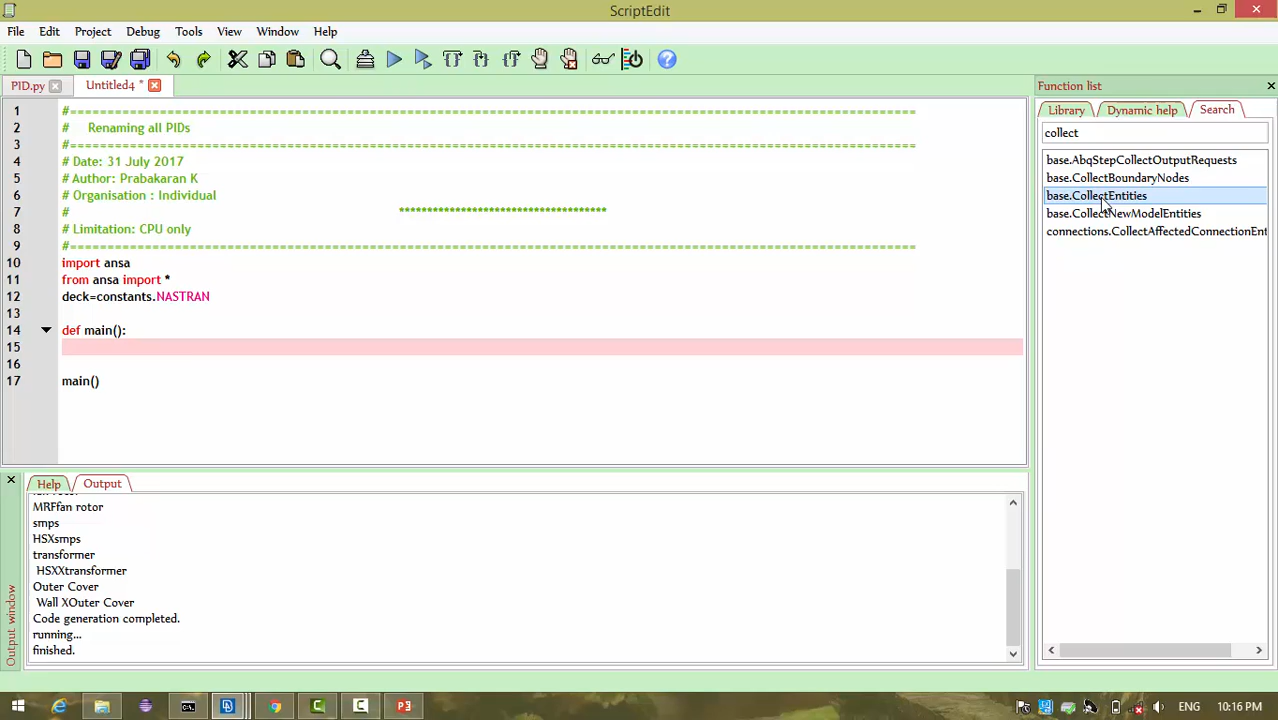 ScriptEdit
File Edit Project Debug Tools View Window Help
PID.py Untitled4 *
Function list
Library Dynamic help Search
collect
base.AbqStepCollectOutputRequests
base.CollectBoundaryNodes
base.CollectEntities
base.CollectNewModelEntities
connections.CollectAffectedConnectionEnt
1 #================================================================
2 # Renaming all PIDs
3 #================================================================
4 # Date: 31 July 2017
5 # Author: Prabakaran K
6 # Organisation : Individual
7 # *************************************
8 # Limitation: CPU only
9 #================================================================
10 import ansa
11 from ansa import *
12 deck=constants.NASTRAN
13
14 def main():
15
16
17 main()
Help Output
MRFfan rotor
smps
HSXsmps
transformer
HSXXtransformer
Outer Cover
Wall XOuter Cover
Code generation completed.
running...
finished.
Output window
ENG 10:16 PM